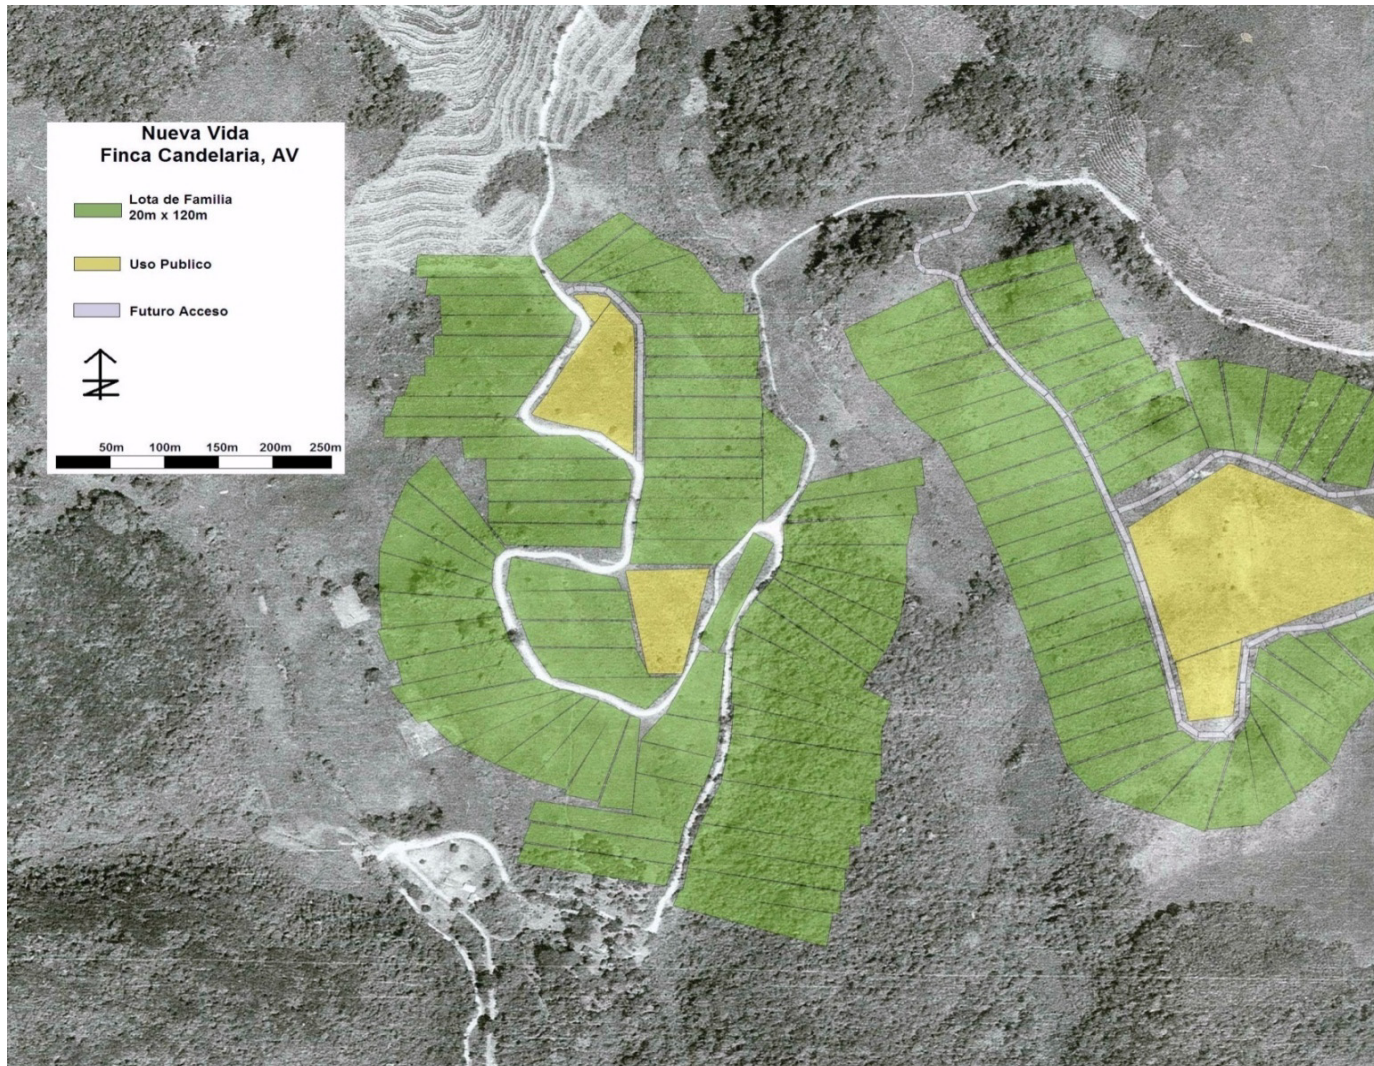 Nueva Vida
Finca Candelaria, AV
Lota de Familia
20m x 120m
Uso Publico
Futuro Acceso
50m 100m 150m 200m 250m